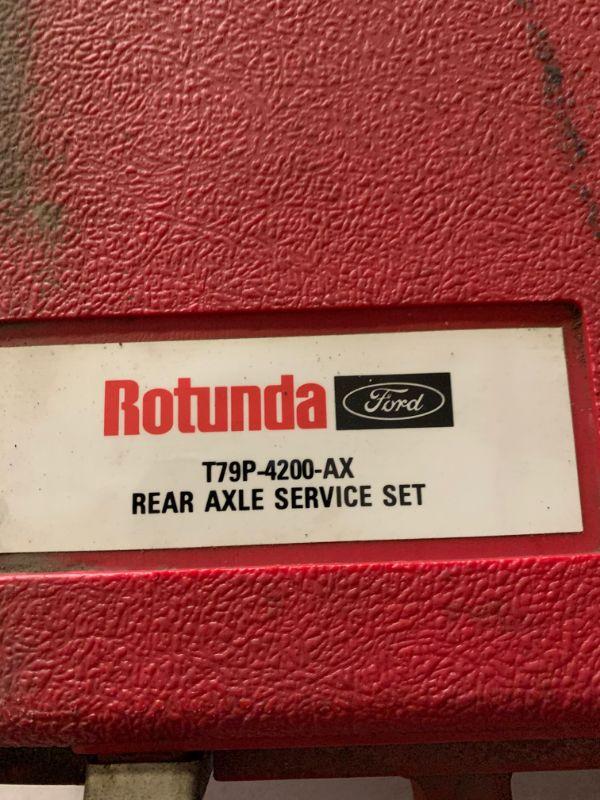 Rotunda Ford
T79P-4200-AX
REAR AXLE SERVICE SET